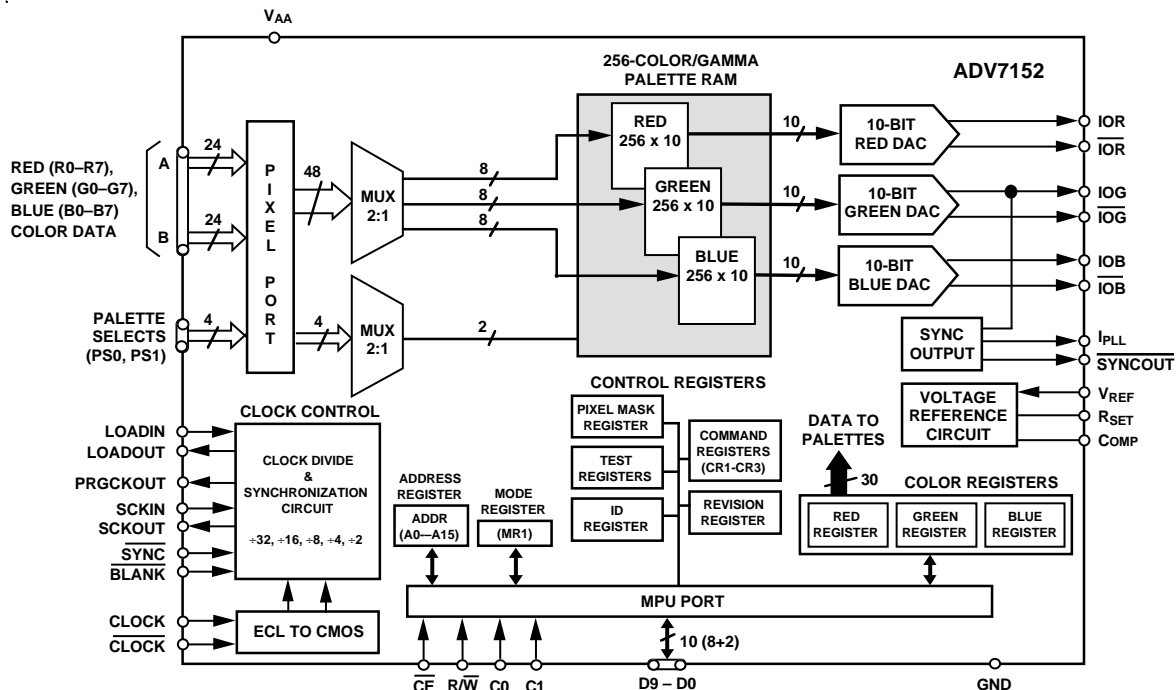 VAA
ADV7152
256-COLOR/GAMMA
PALETTE RAM
RED (R0–R7),
GREEN (G0–G7),
BLUE (B0–B7)
COLOR DATA
A
B
24
24
PIXEL PORT
48
MUX
2:1
8
8
8
RED
256 x 10
GREEN
256 x 10
BLUE
256 x 10
10
10
10
10-BIT
RED DAC
10-BIT
GREEN DAC
10-BIT
BLUE DAC
IOR
IOR
IOG
IOG
IOB
IOB
PALETTE
SELECTS
(PS0, PS1)
4
4
MUX
2:1
2
SYNC
OUTPUT
IPLL
SYNCOUT
VOLTAGE
REFERENCE
CIRCUIT
VREF
RSET
COMP
CLOCK CONTROL
LOADIN
LOADOUT
PRGCKOUT
SCKIN
SCKOUT
SYNC
BLANK
CLOCK DIVIDE
&
SYNCHRONIZATION
CIRCUIT
÷32, ÷16, ÷8, ÷4, ÷2
CLOCK
CLOCK
ECL TO CMOS
ADDRESS
REGISTER
ADDR
(A0–A15)
MODE
REGISTER
(MR1)
CONTROL REGISTERS
PIXEL MASK
REGISTER
TEST
REGISTERS
ID
REGISTER
COMMAND
REGISTERS
(CR1-CR3)
REVISION
REGISTER
DATA TO
PALETTES
30
COLOR REGISTERS
RED
REGISTER
GREEN
REGISTER
BLUE
REGISTER
MPU PORT
10 (8+2)
CE
R/W
C0
C1
D9 – D0
GND